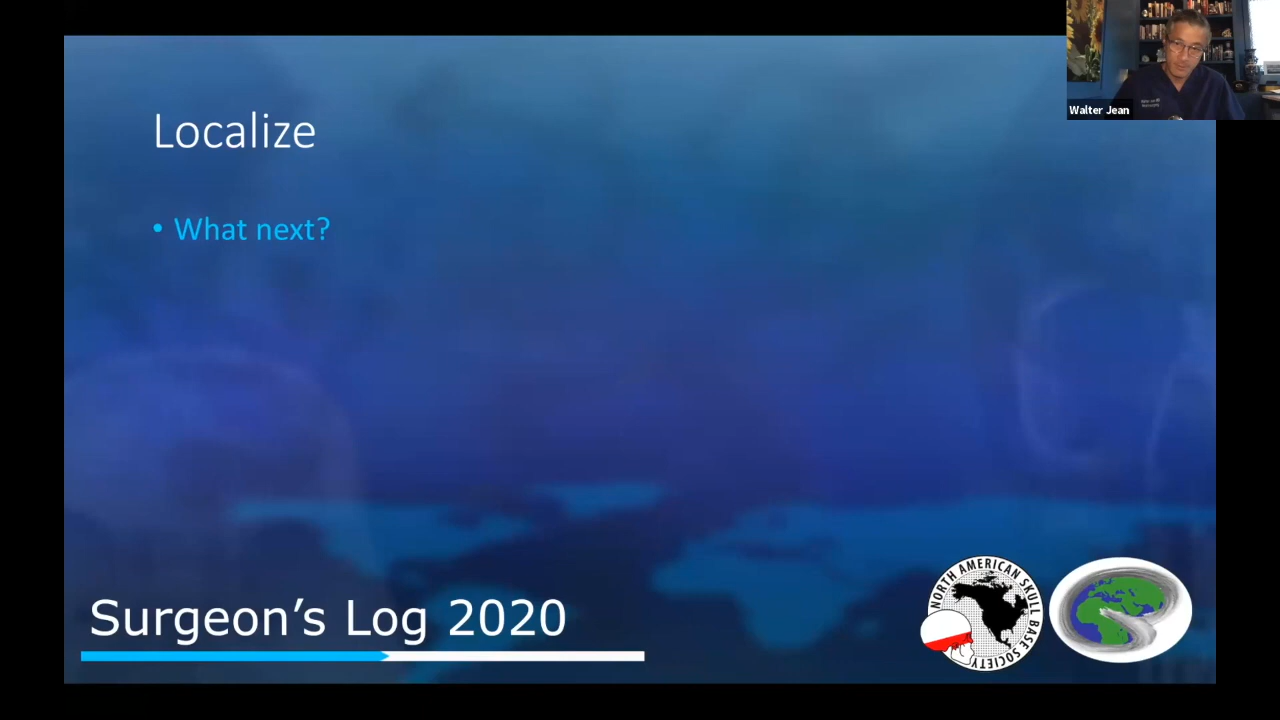 Walter Jean
Localize
• What next?
Surgeon's Log 2020
NORTH AMERICAN SKULL BASE SOCIETY